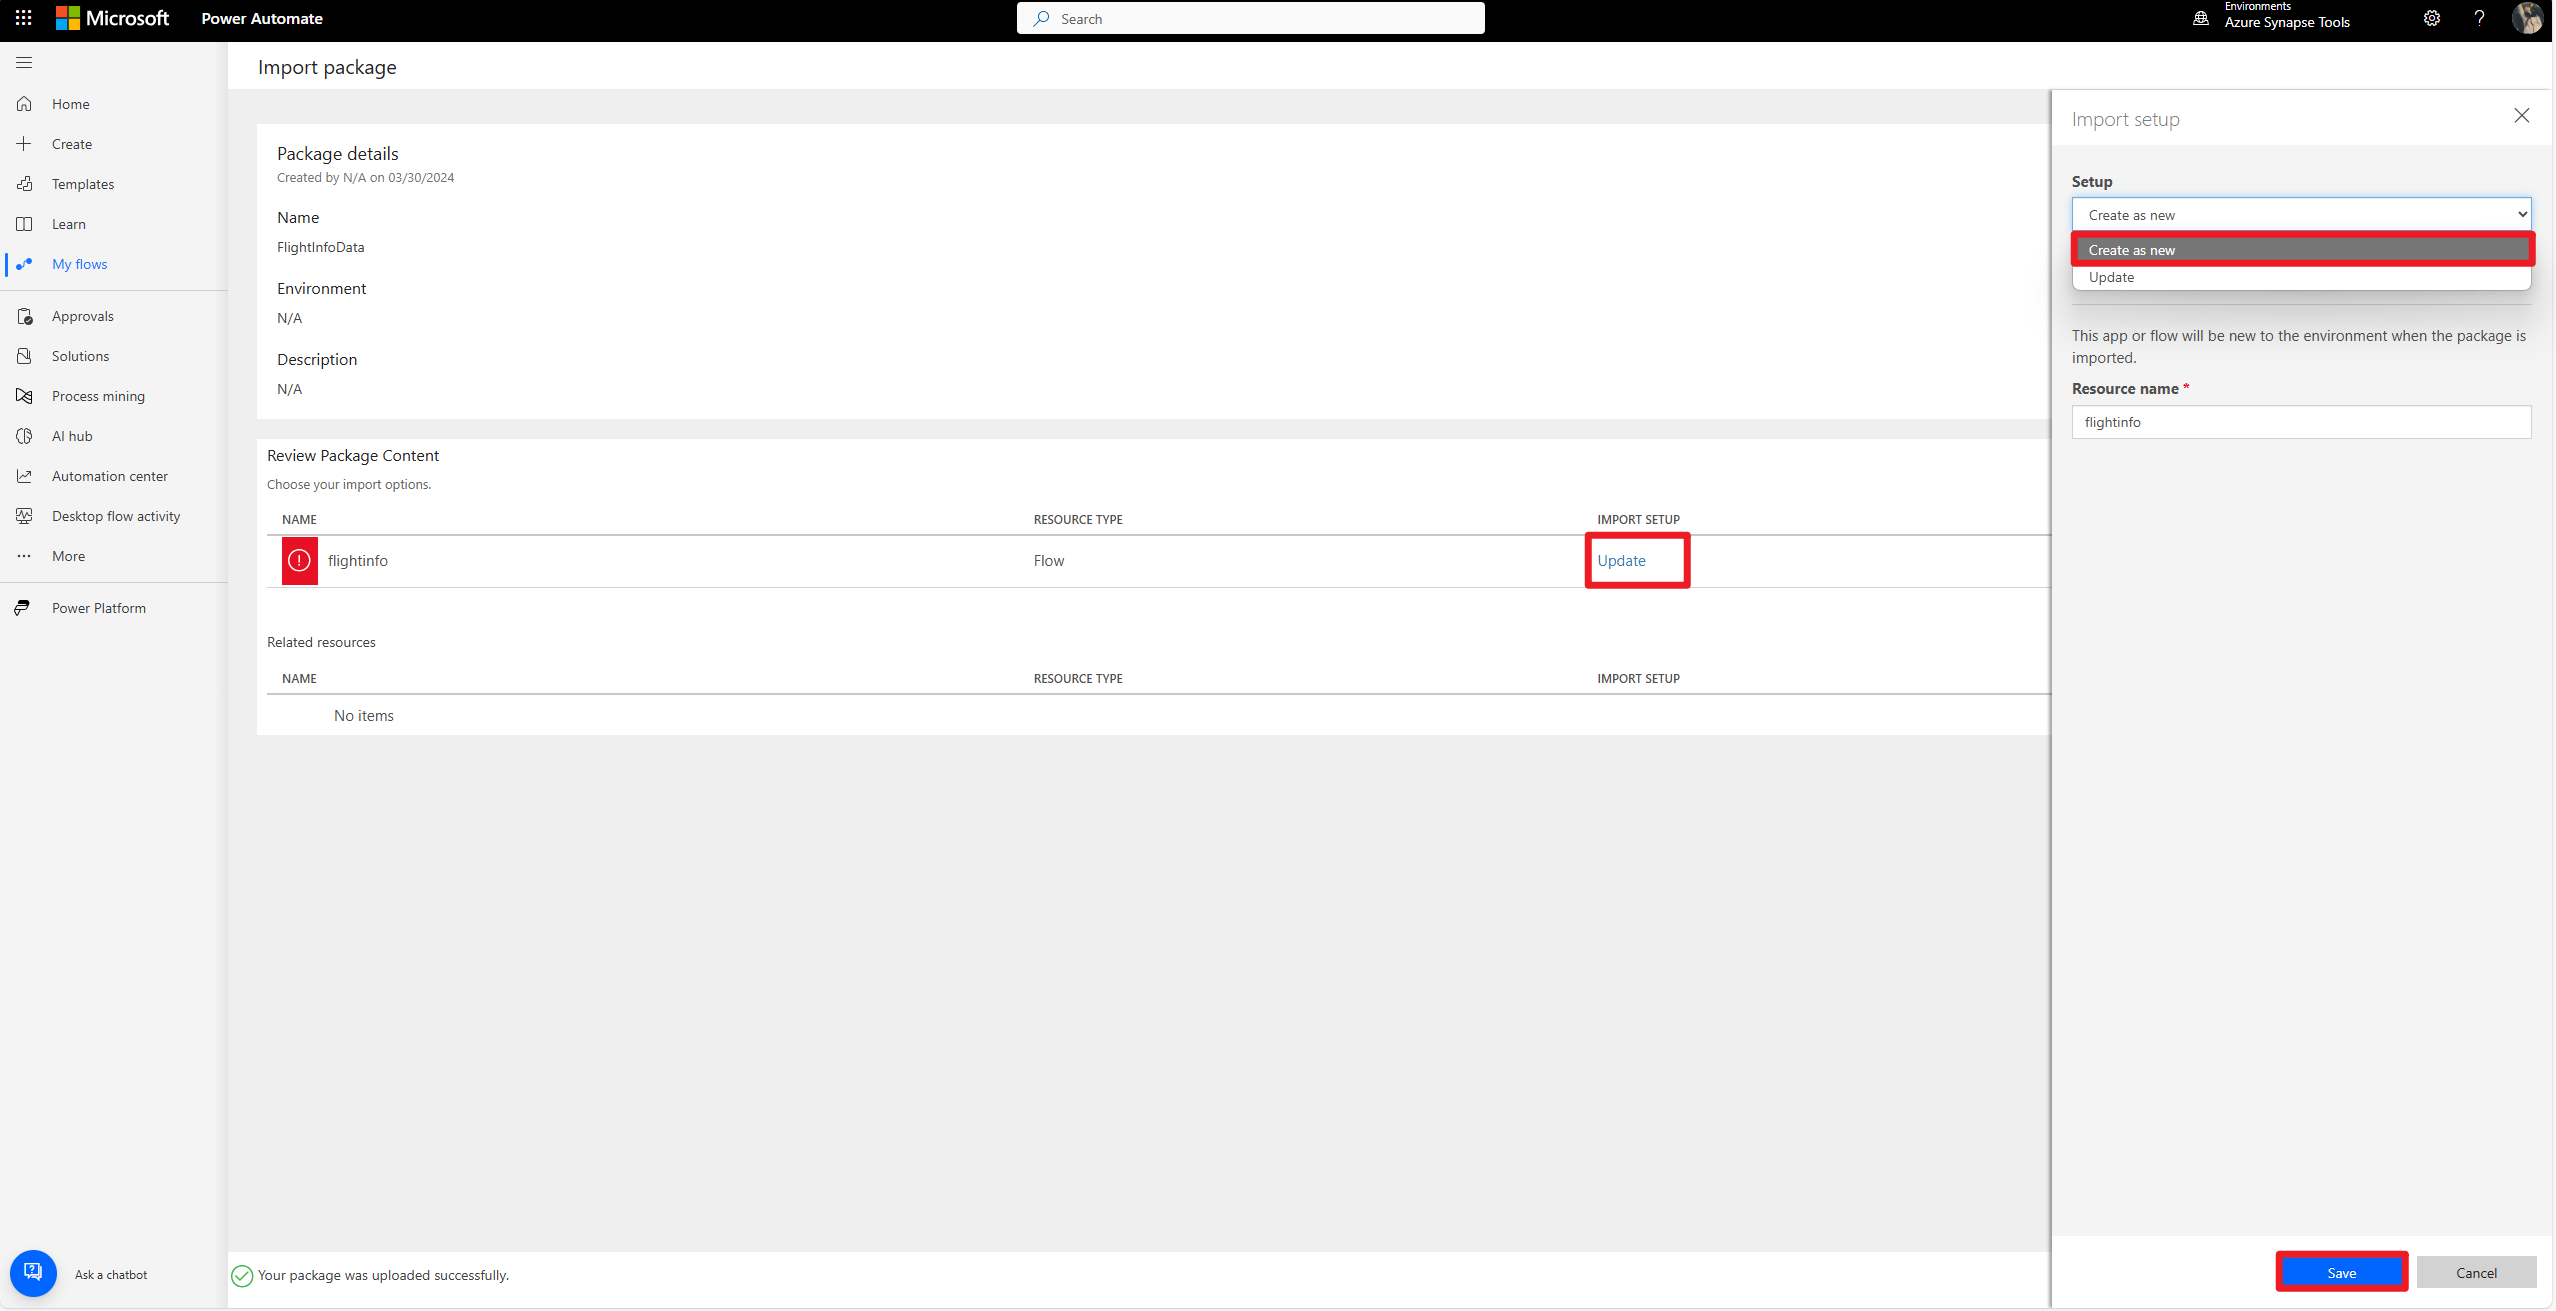 Microsoft
Power Automate
Search
Environments
Azure Synapse Tools
Home
Create
Templates
Learn
My flows
Approvals
Solutions
Process mining
AI hub
Automation center
Desktop flow activity
More
Power Platform
Ask a chatbot
Import package
Package details
Created by N/A on 03/30/2024
Name
FlightInfoData
Environment
N/A
Description
N/A
Review Package Content
Choose your import options.
NAME RESOURCE TYPE IMPORT SETUP
flightinfo Flow Update
Related resources
NAME RESOURCE TYPE IMPORT SETUP
No items
Your package was uploaded successfully.
Import setup
Setup
Create as new
Create as new
Update
This app or flow will be new to the environment when the package is
imported.
Resource name *
flightinfo
Save
Cancel